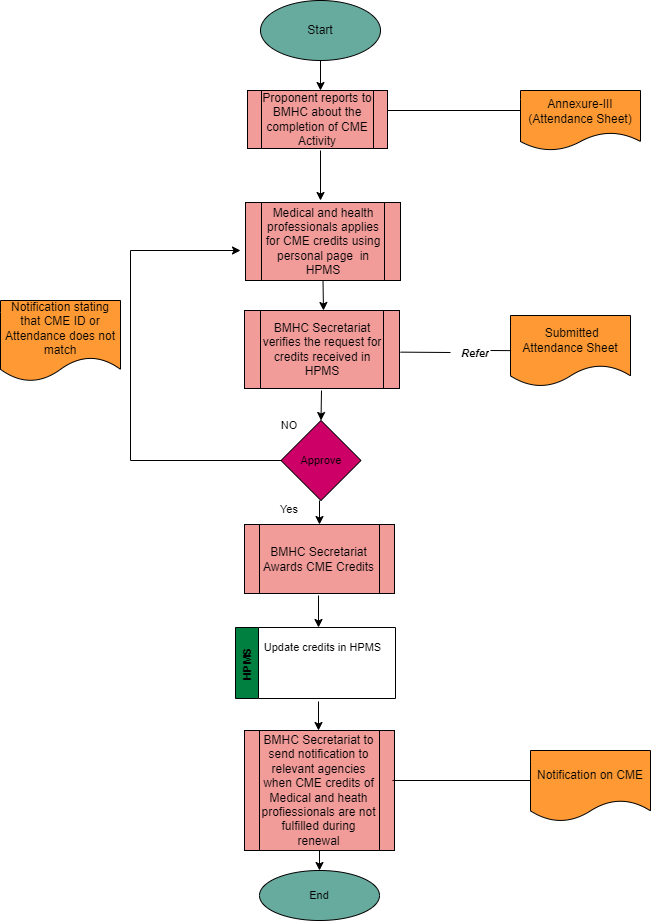 Start
Proponent reports to
BMHC about the
completion of CME
Activity
Annexure-III
(Attendance Sheet)
Medical and health
professionals applies
for CME credits using
personal page in
HPMS
Notification stating
that CME ID or
Attendance does not
match
BMHC Secretariat
verifies the request for
credits received in
HPMS
Refer
Submitted
Attendance Sheet
NO
Approve
Yes
BMHC Secretariat
Awards CME Credits
HPMS
Update credits in HPMS
BMHC Secretariat to
send notification to
relevant agencies
when CME credits of
Medical and heath
profiessionals are not
fulfilled during
renewal
Notification on CME
End